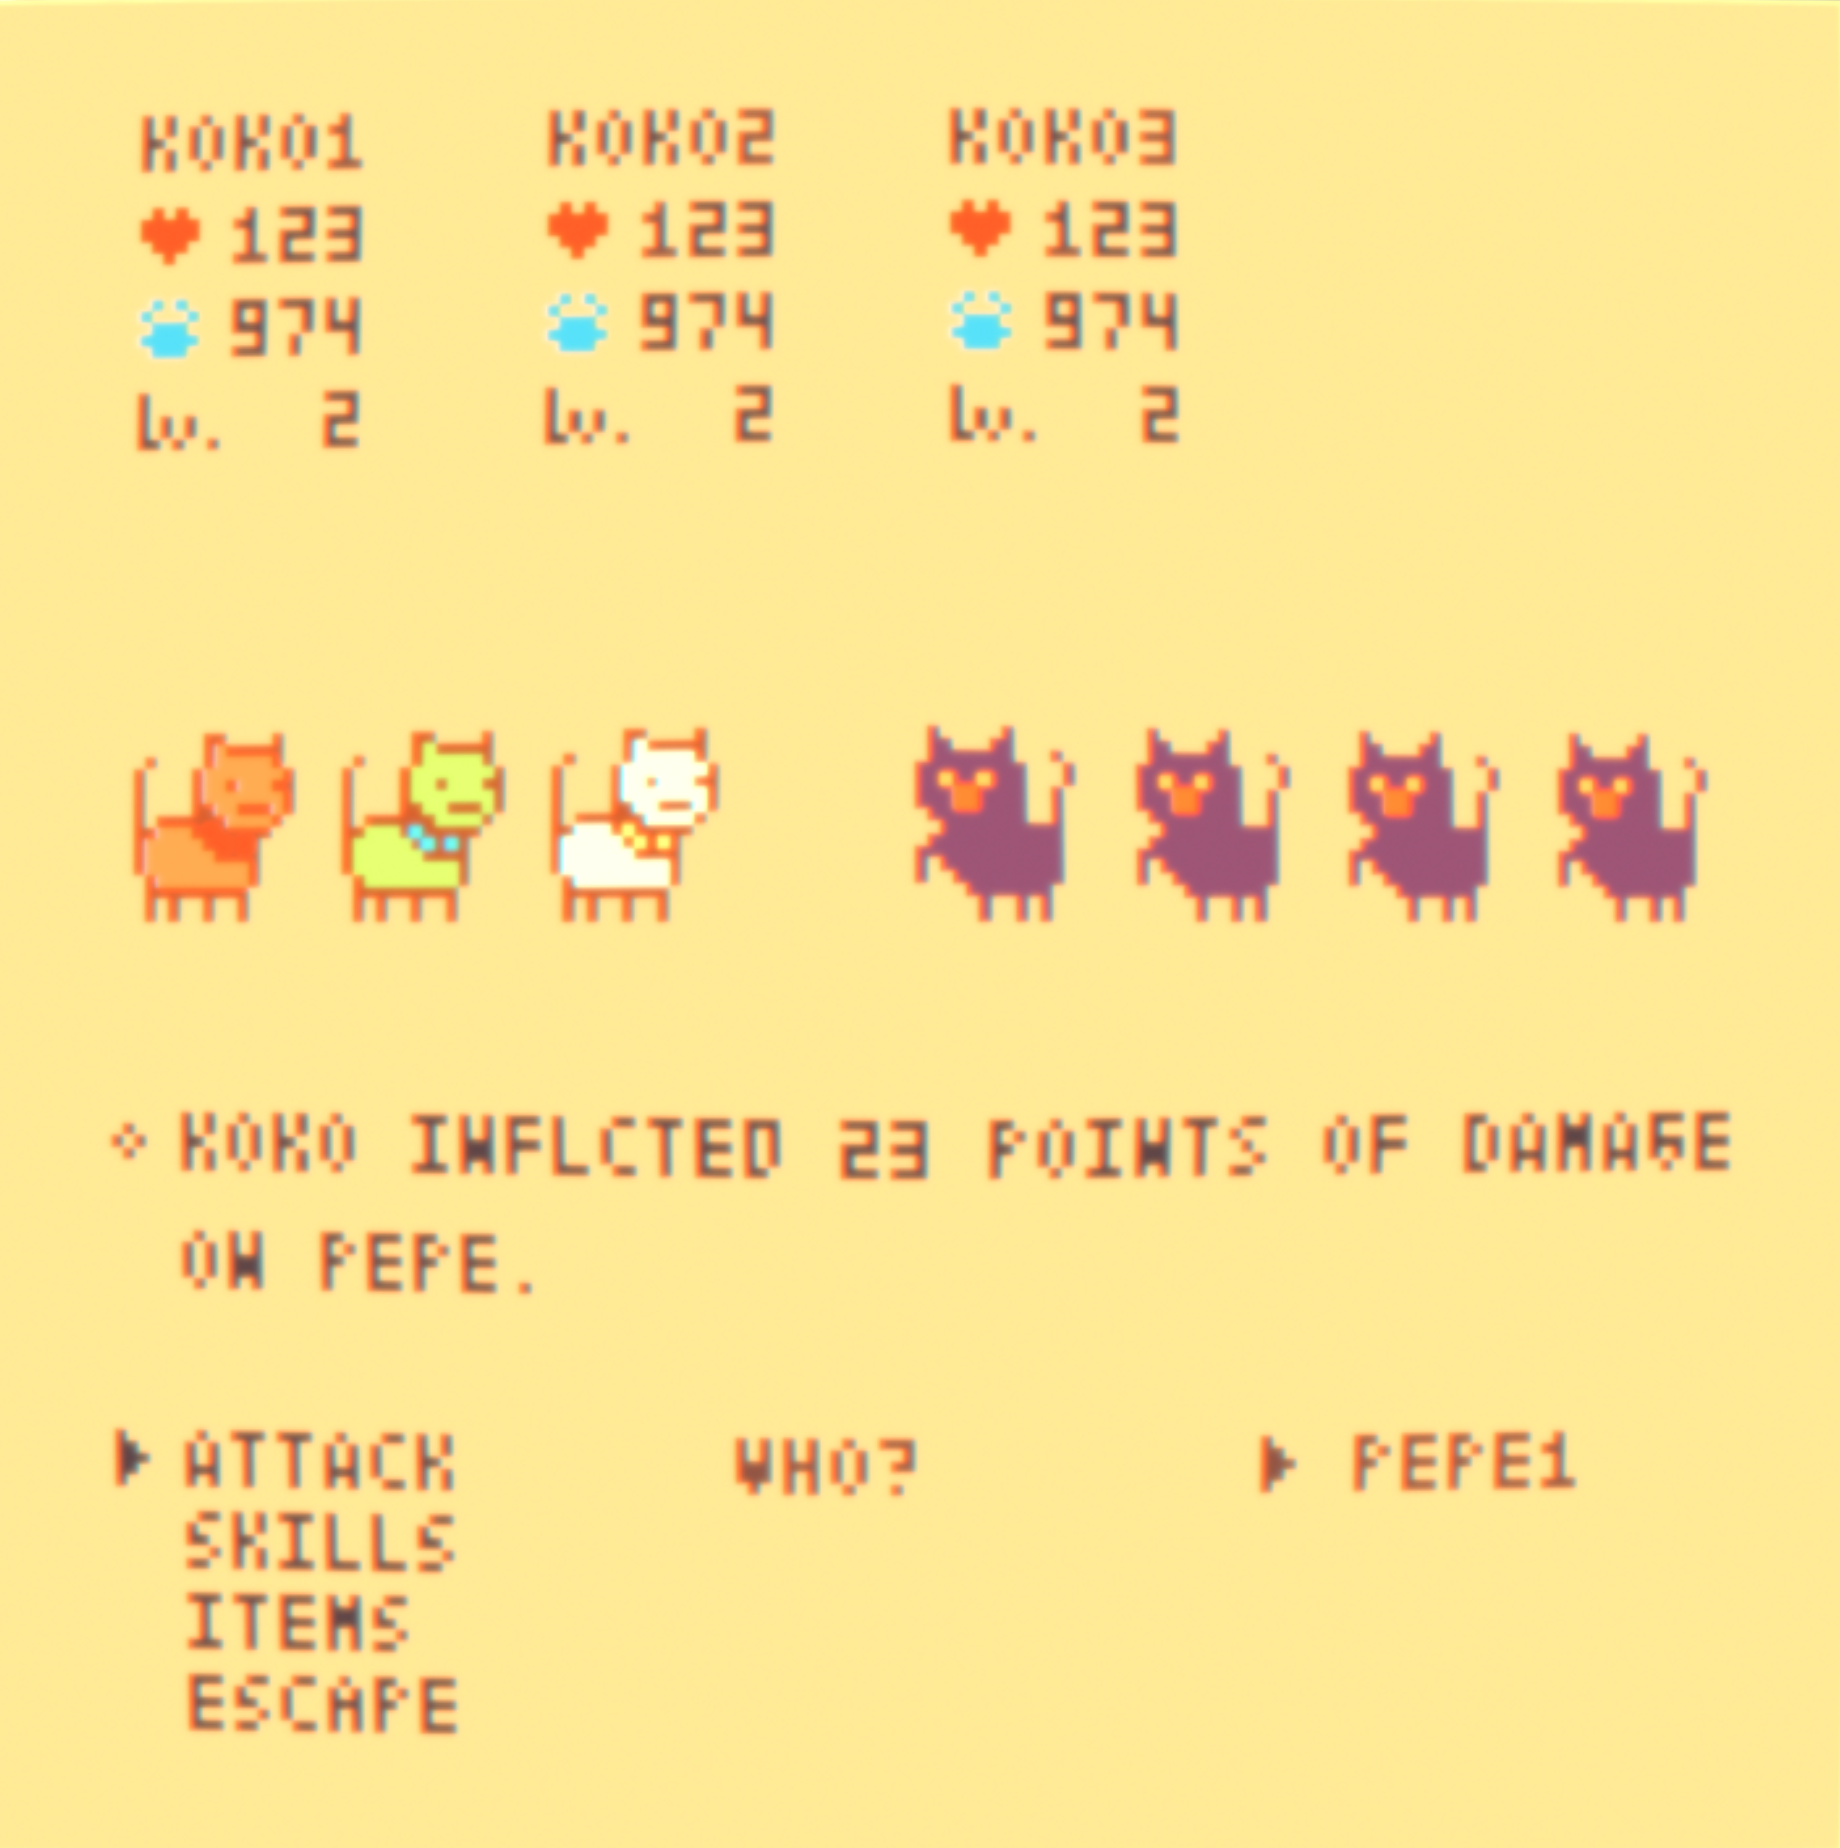 KOKO1 KOKO2 KOKO3
123 123 123
974 974 974
Lv. 2 Lv. 2 Lv. 2
KOKO INFLCTED 23 POINTS OF DAMAGE
ON PEPE.
ATTACK WHO? PEPE1
SKILLS
ITEMS
ESCAPE